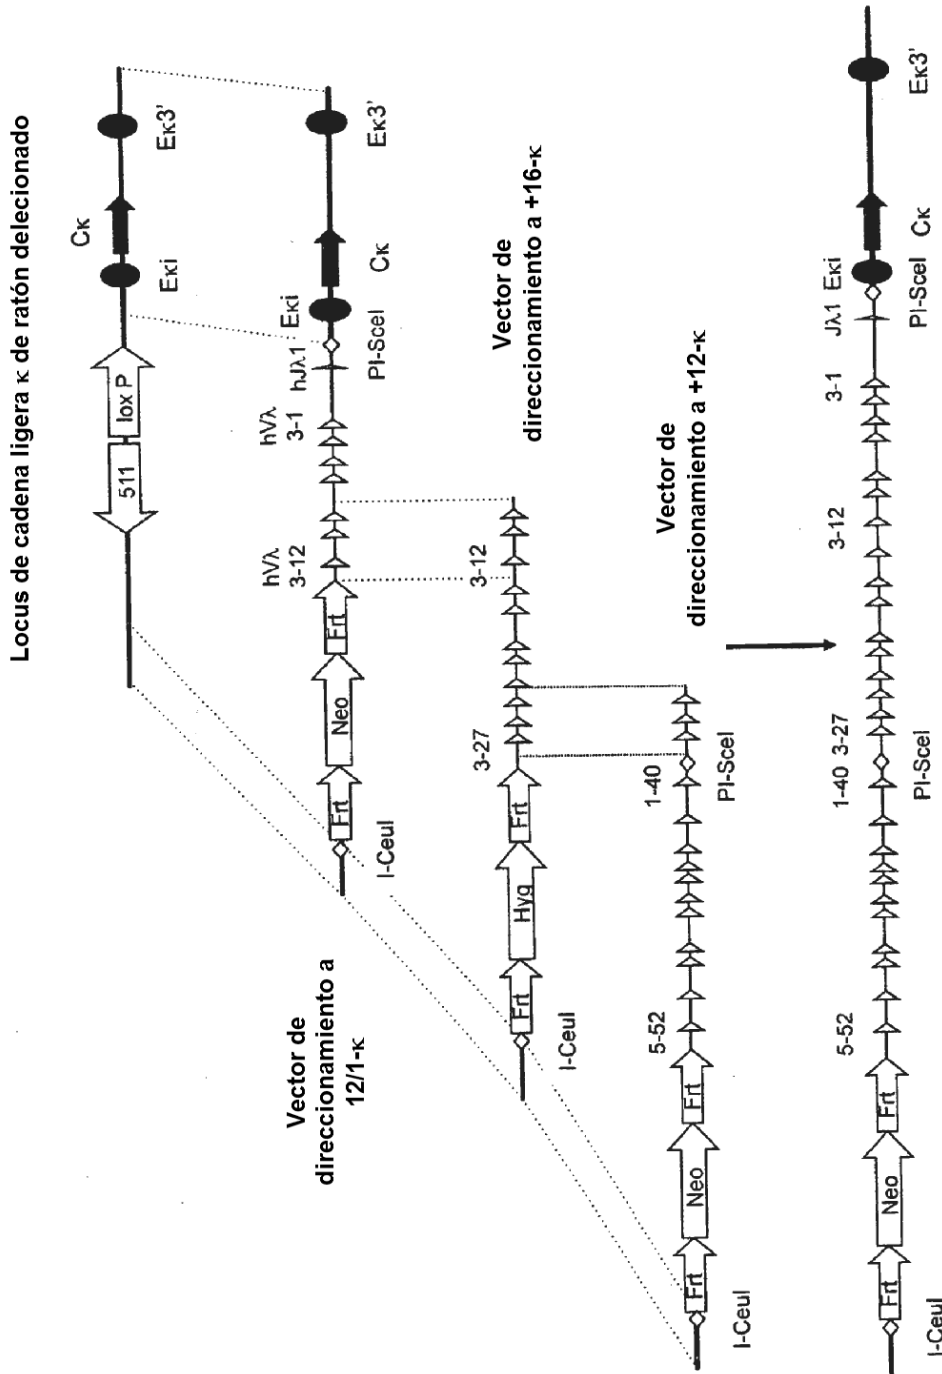 Locus de cadena ligera κ de ratón delecionado
511
lox P
Eκi
Cκ
Eκ3'
Vector de
direccionamiento a
12/1-κ
I-CeuI
Frt
Neo
Frt
hVλ
3-12
hVλ
3-1
hJλ1
PI-SceI
Eκi
Cκ
Eκ3'
Vector de
direccionamiento a +16-κ
I-CeuI
Frt
Hyg
Frt
3-27
3-12
Vector de
direccionamiento a +12-κ
I-CeuI
Frt
Neo
Frt
5-52
1-40
PI-SceI
I-CeuI
Frt
Neo
Frt
5-52
1-40
3-27
PI-SceI
3-12
3-1
Jλ1
Eκi
PI-SceI
Cκ
Eκ3'